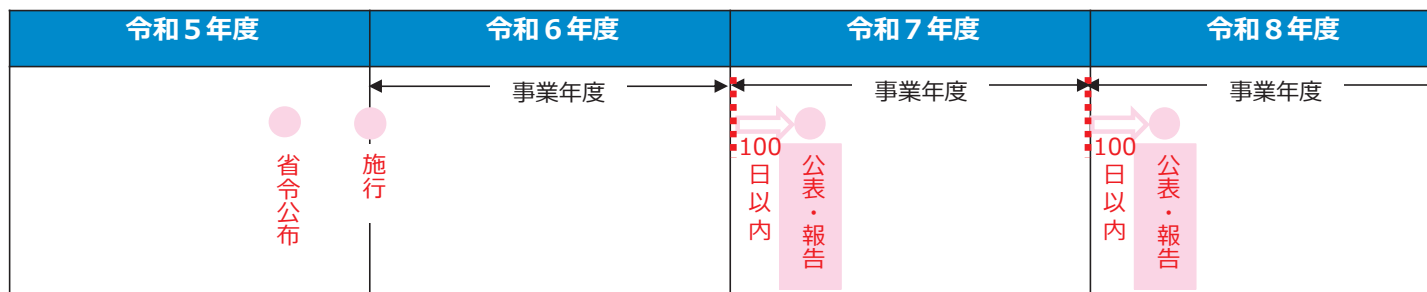 令和５年度
令和６年度
令和７年度
令和８年度
事業年度
事業年度
事業年度
省令公布
施行
100日以内
公表・報告
100日以内
公表・報告